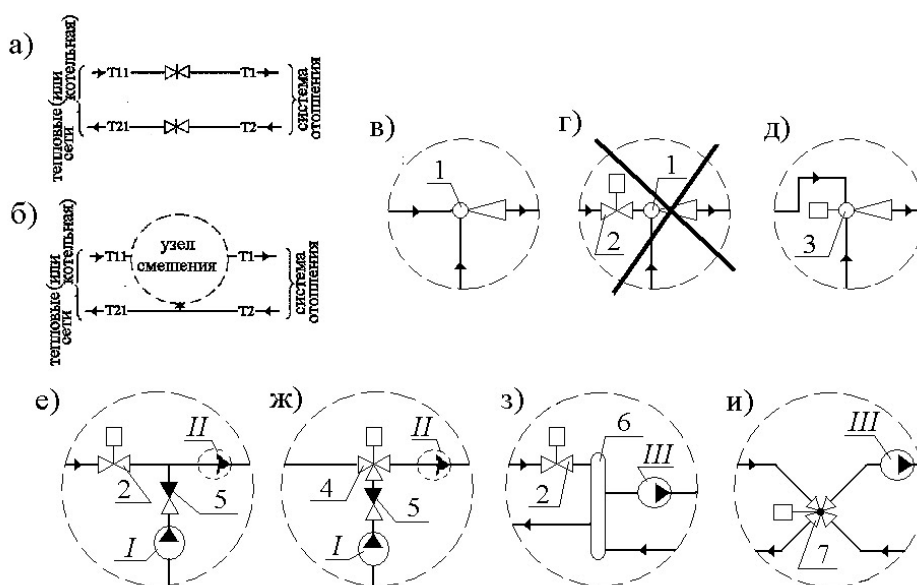 а)
тепловые (или
сети котельная)
Т11
Т1
Т21
Т2
система
отопления
б)
тепловые (или
сети котельная)
узел
смешения
Т11
Т1
Т21
Т2
система
отопления
в)
1
г)
1
2
д)
3
е)
II
2
5
I
ж)
II
4
5
I
з)
6
III
2
и)
III
7